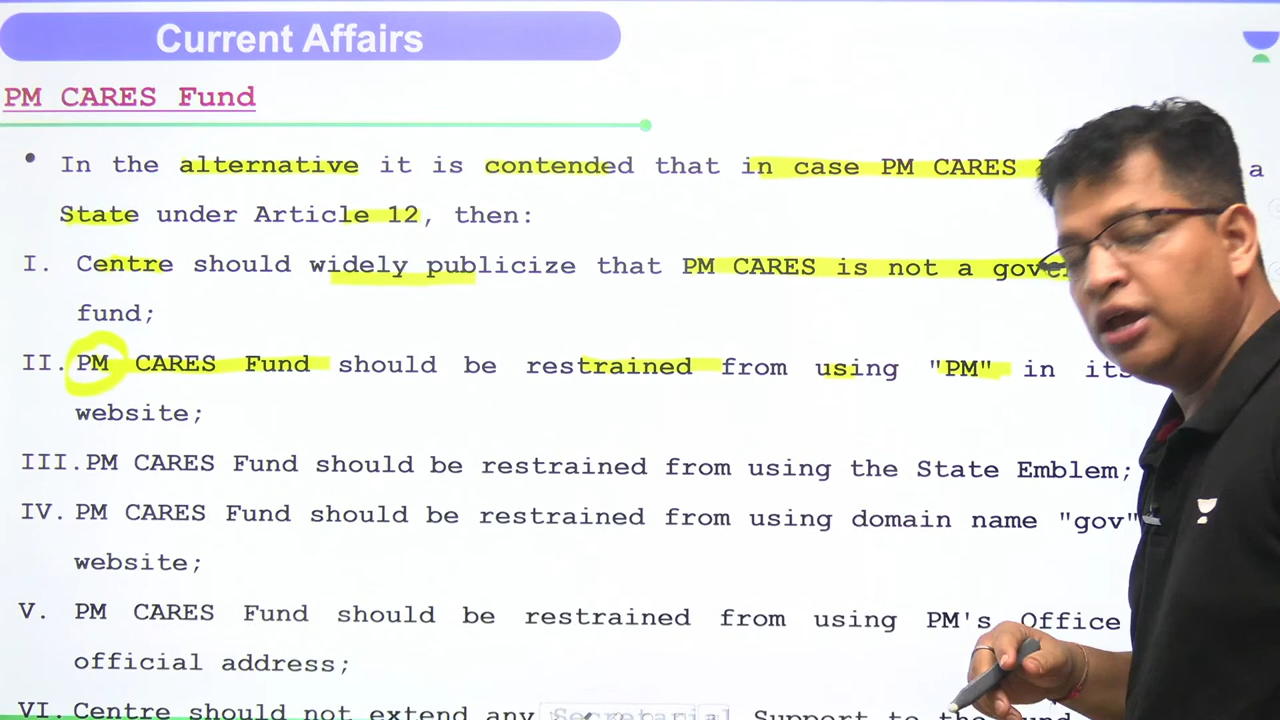 Current Affairs
PM CARES Fund
• In the alternative it is contended that in case PM CARES a
State under Article 12, then:
I. Centre should widely publicize that PM CARES is not a
fund;
II. PM CARES Fund should be restrained from using "PM" in its
website;
III. PM CARES Fund should be restrained from using the State Emblem;
IV. PM CARES Fund should be restrained from using domain name "gov"
website;
V. PM CARES Fund should be restrained from using PM's Office
official address;
VI. Centre should not extend any Secretarial Support to the Fund